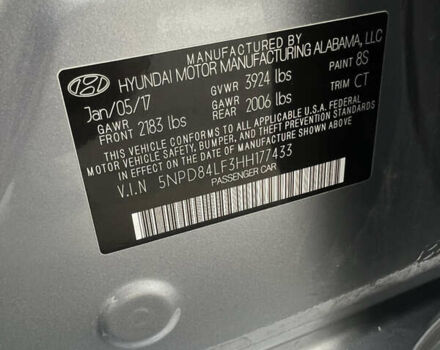 MANUFACTURED BY
HYUNDAI MOTOR MANUFACTURING ALABAMA, LLC
Jan/05/17 GVWR 3924 lbs PAINT 8S
GAWR FRONT 2183 lbs GAWR REAR 2006 lbs TRIM CT
THIS VEHICLE CONFORMS TO ALL APPLICABLE U.S.A. FEDERAL
MOTOR VEHICLE SAFETY, BUMPER, AND THEFT PREVENTION STANDARDS
IN EFFECT ON THE DATE OF MANUFACTURE SHOWN ABOVE.
V.I.N 5NPD84LF3HH177433
PASSENGER CAR